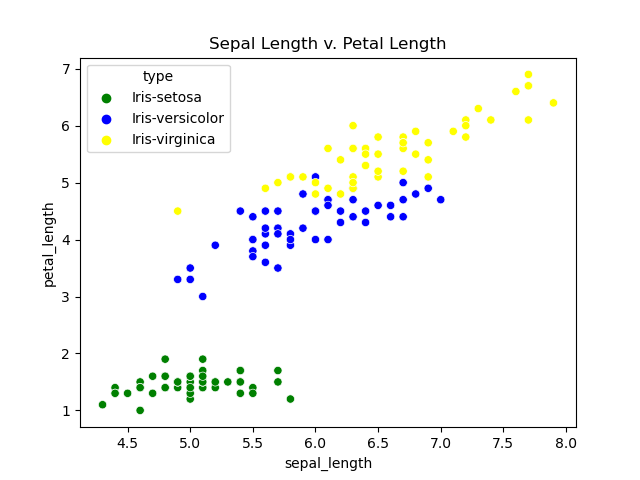 Sepal Length v. Petal Length
type
Iris-setosa
Iris-versicolor
Iris-virginica
7
6
5
4
3
2
1
petal_length
4.5 5.0 5.5 6.0 6.5 7.0 7.5 8.0
sepal_length